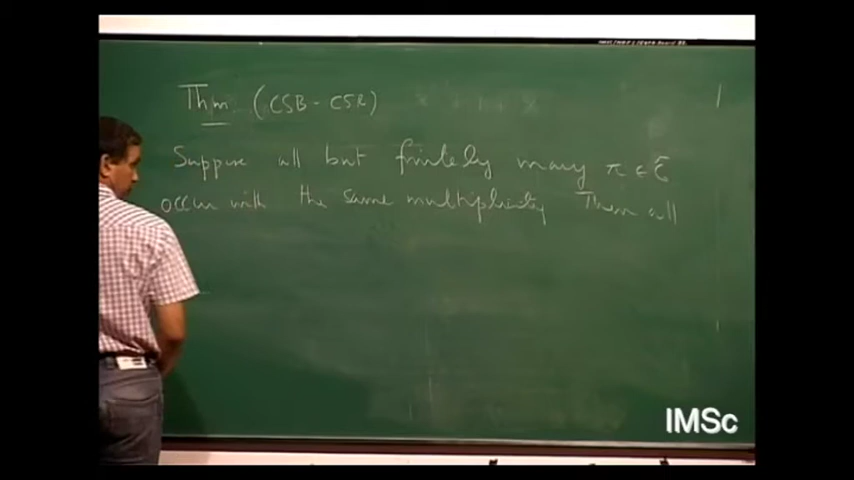 Thm (CSB - CSR)
Suppose all but finitely many π ∈ Ĝ
occur with the same multiplicity Then all
IMSc